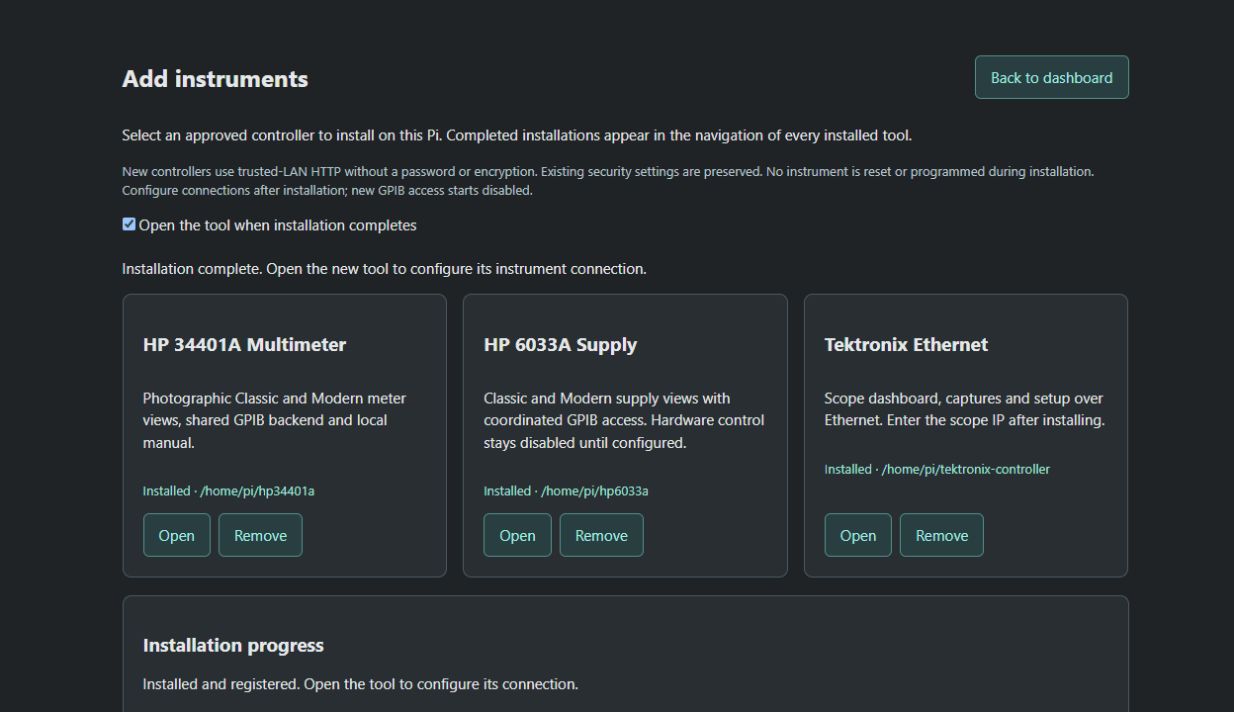 Add instruments
Back to dashboard
Select an approved controller to install on this Pi. Completed installations appear in the navigation of every installed tool.
New controllers use trusted-LAN HTTP without a password or encryption. Existing security settings are preserved. No instrument is reset or programmed during installation.
Configure connections after installation; new GPIB access starts disabled.
Open the tool when installation completes
Installation complete. Open the new tool to configure its instrument connection.
HP 34401A Multimeter
Photographic Classic and Modern meter
views, shared GPIB backend and local
manual.
Installed · /home/pi/hp34401a
Open
Remove
HP 6033A Supply
Classic and Modern supply views with
coordinated GPIB access. Hardware control
stays disabled until configured.
Installed · /home/pi/hp6033a
Open
Remove
Tektronix Ethernet
Scope dashboard, captures and setup over
Ethernet. Enter the scope IP after installing.
Installed · /home/pi/tektronix-controller
Open
Remove
Installation progress
Installed and registered. Open the tool to configure its connection.